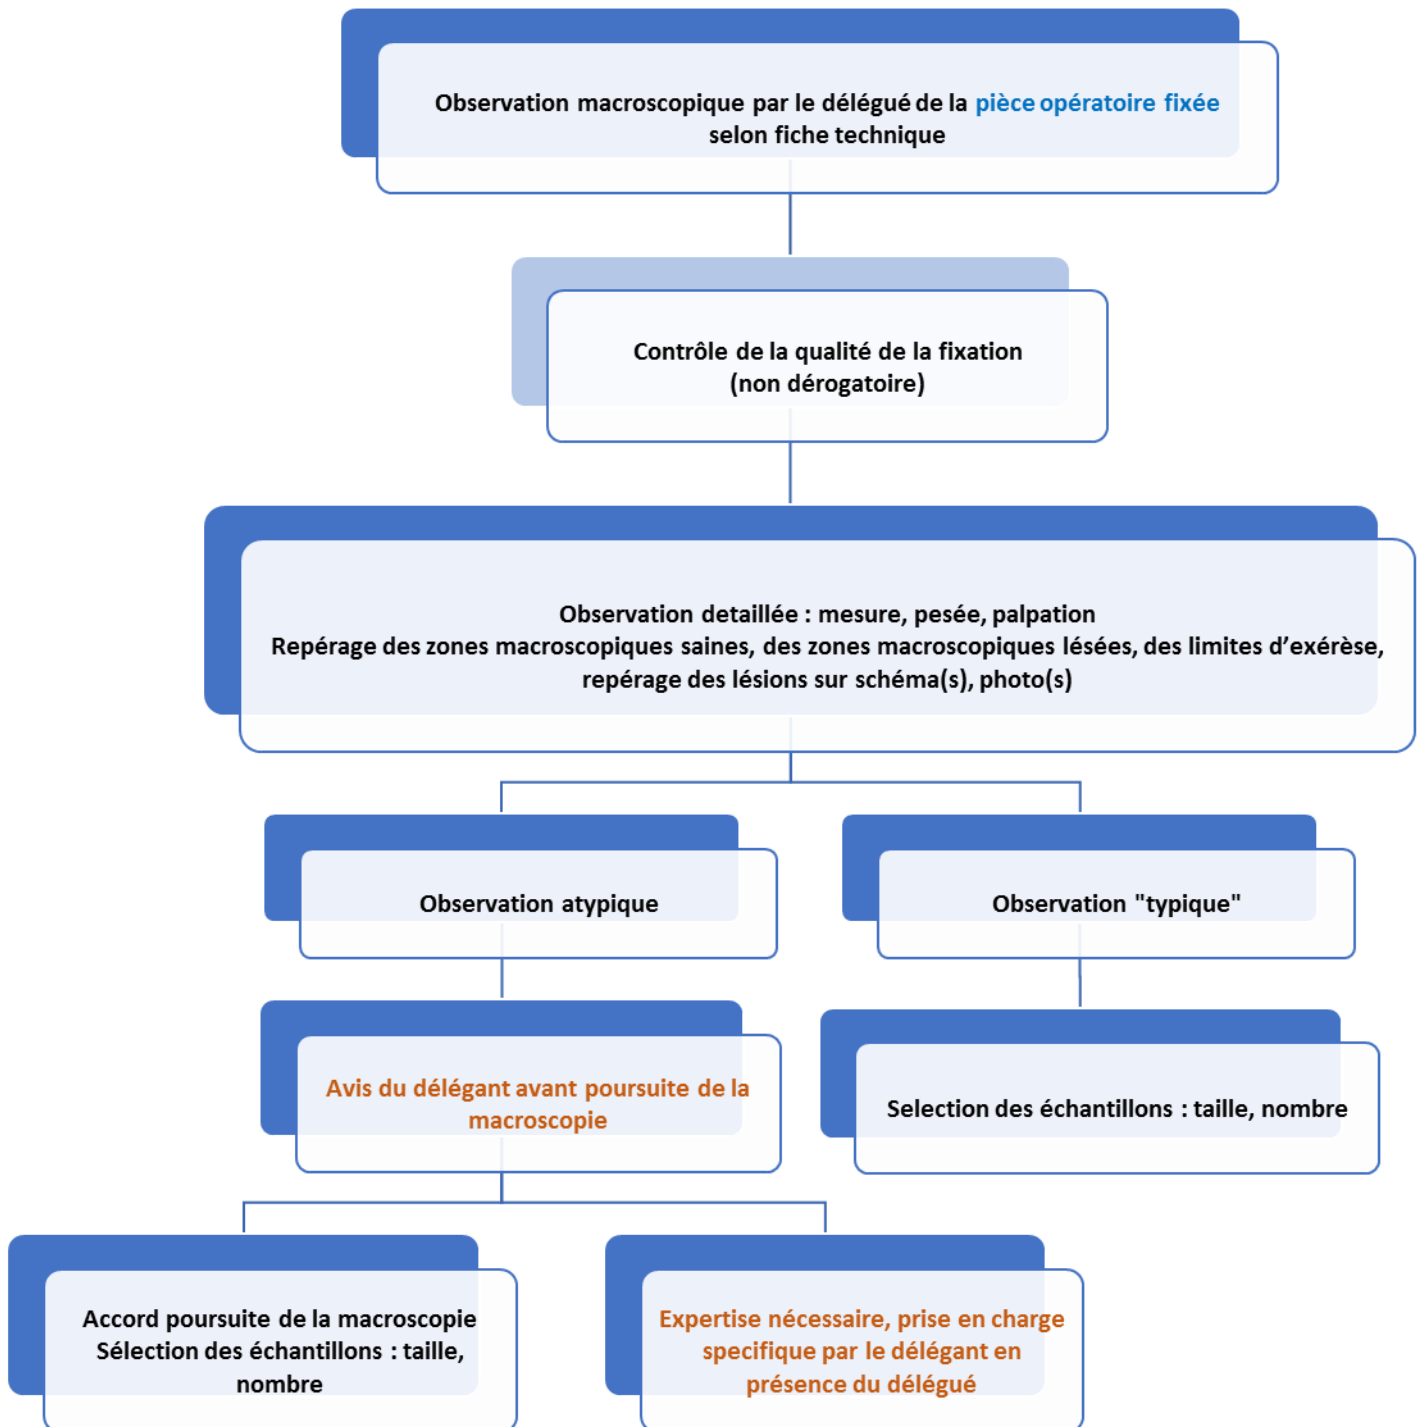 Observation macroscopique par le délégué de la pièce opératoire fixée
selon fiche technique
Contrôle de la qualité de la fixation
(non dérogatoire)
Observation detaillée : mesure, pesée, palpation
Repérage des zones macroscopiques saines, des zones macroscopiques lésées, des limites d'exérèse,
repérage des lésions sur schéma(s), photo(s)
Observation atypique
Observation "typique"
Avis du délégant avant poursuite de la
macroscopie
Selection des échantillons : taille, nombre
Accord poursuite de la macroscopie
Sélection des échantillons : taille,
nombre
Expertise nécessaire, prise en charge
specifique par le délégant en
présence du délégué